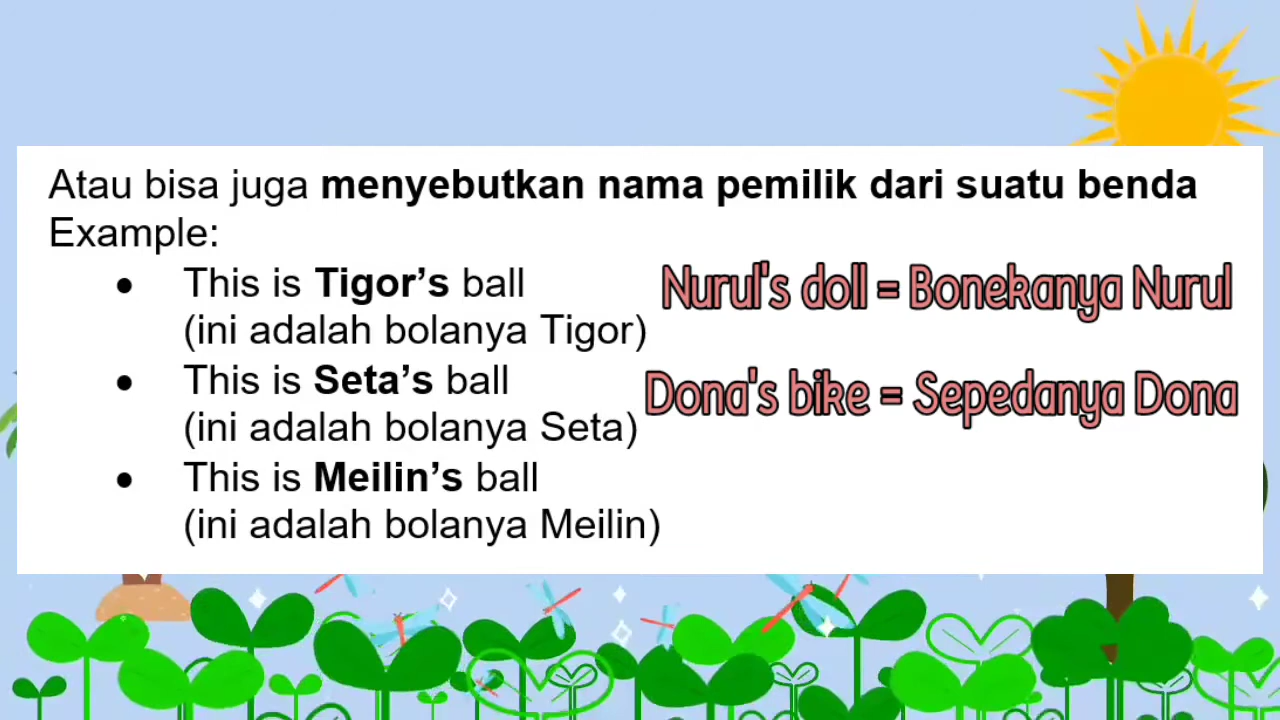 Atau bisa juga menyebutkan nama pemilik dari suatu benda
Example:
• This is Tigor’s ball
(ini adalah bolanya Tigor)
• This is Seta’s ball
(ini adalah bolanya Seta)
• This is Meilin’s ball
(ini adalah bolanya Meilin)
Nurul's doll = Bonekanya Nurul
Dona's bike = Sepedanya Dona